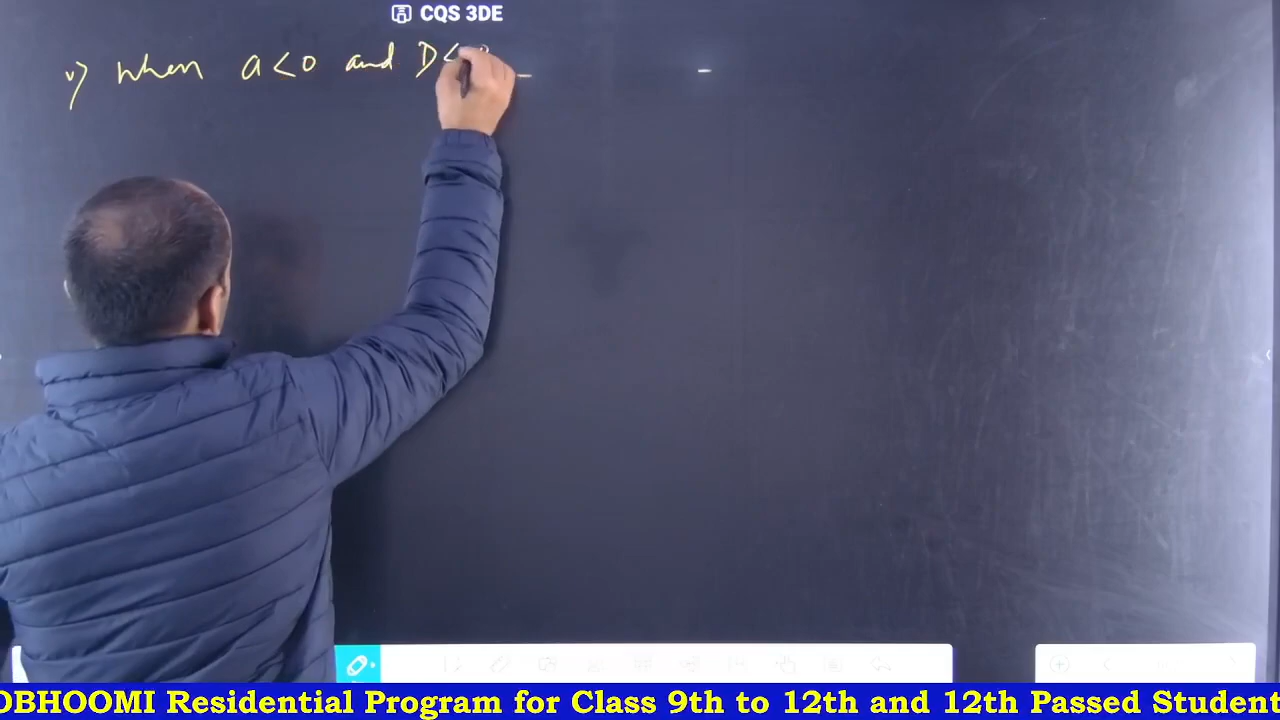 CQS 3DE
v) when a<0 and D<
OBHOOMI Residential Program for Class 9th to 12th and 12th Passed Student